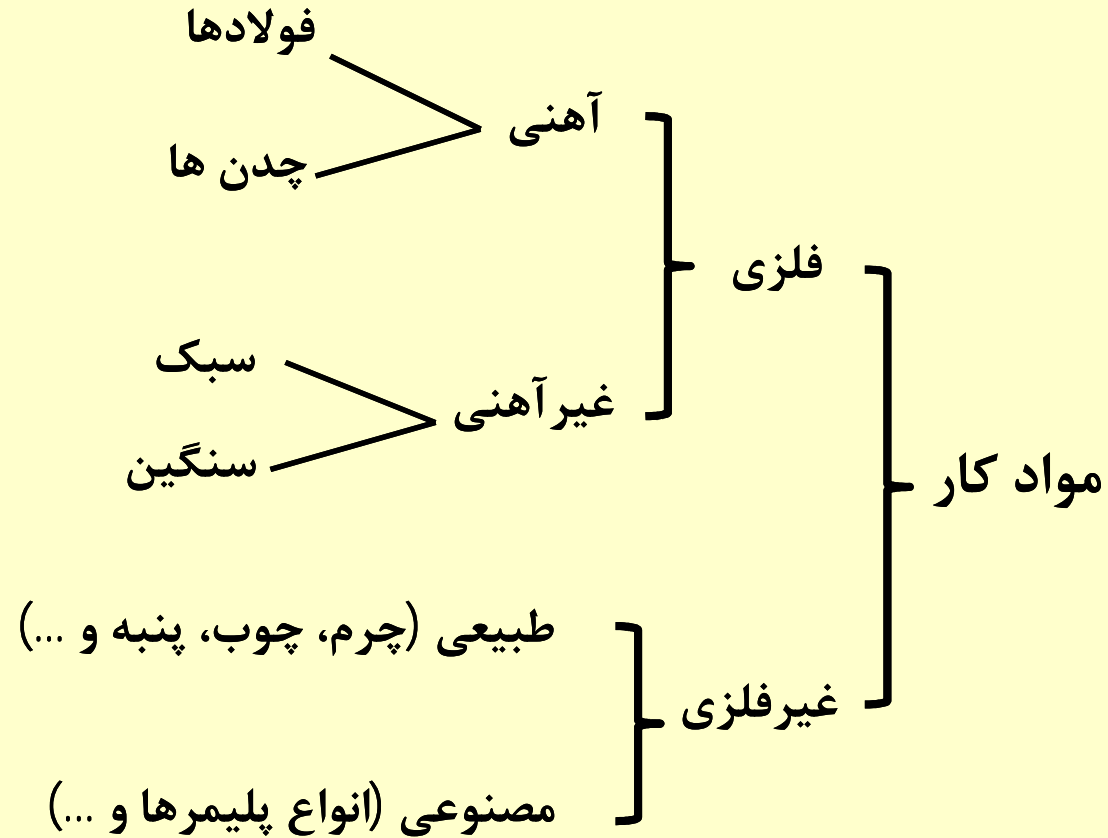 فولادها
آهنی
چدن ها
فلزی
سبک
غیرآهنی
سنگین
مواد کار
طبیعی (چرم، چوب، پنبه و ...)
غیرفلزی
مصنوعی (انواع پلیمرها و ...)